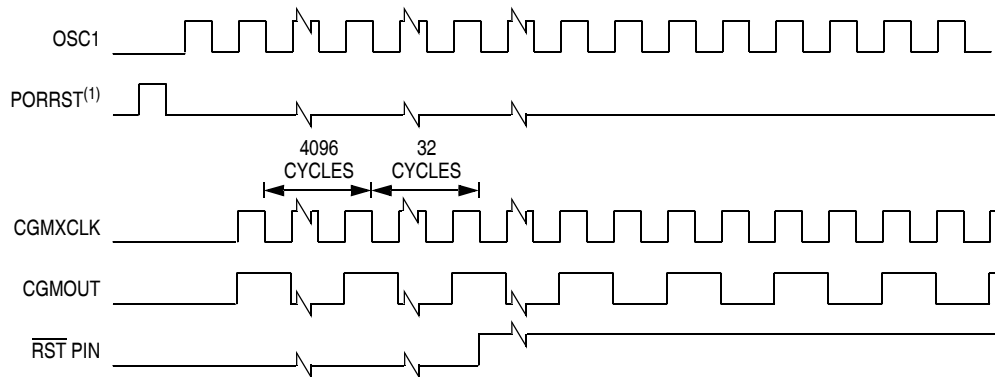 OSC1
PORRST(1)
4096
CYCLES
32
CYCLES
CGMXCLK
CGMOUT
RST PIN